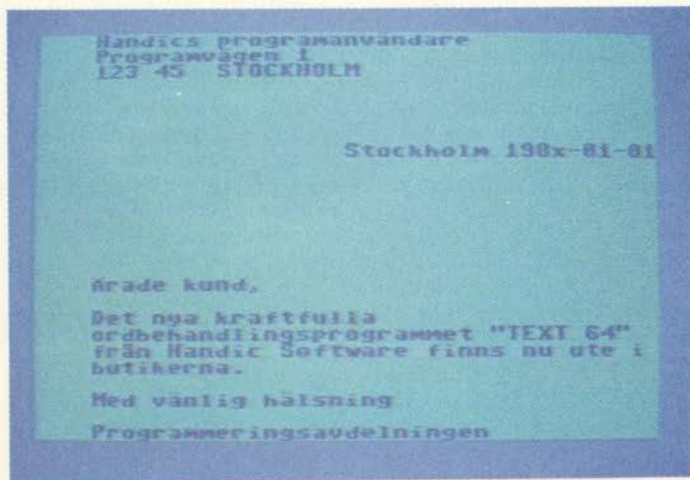 Handics programanvändare
Programvägen 1
123 45  STOCKHOLM
Stockholm 198x-01-01
Ärade kund,
Det nya kraftfulla
ordbehandlingsprogrammet "TEXT 64"
från Handic Software finns nu ute i
butikerna.
Med vänlig hälsning
Programmeringsavdelningen